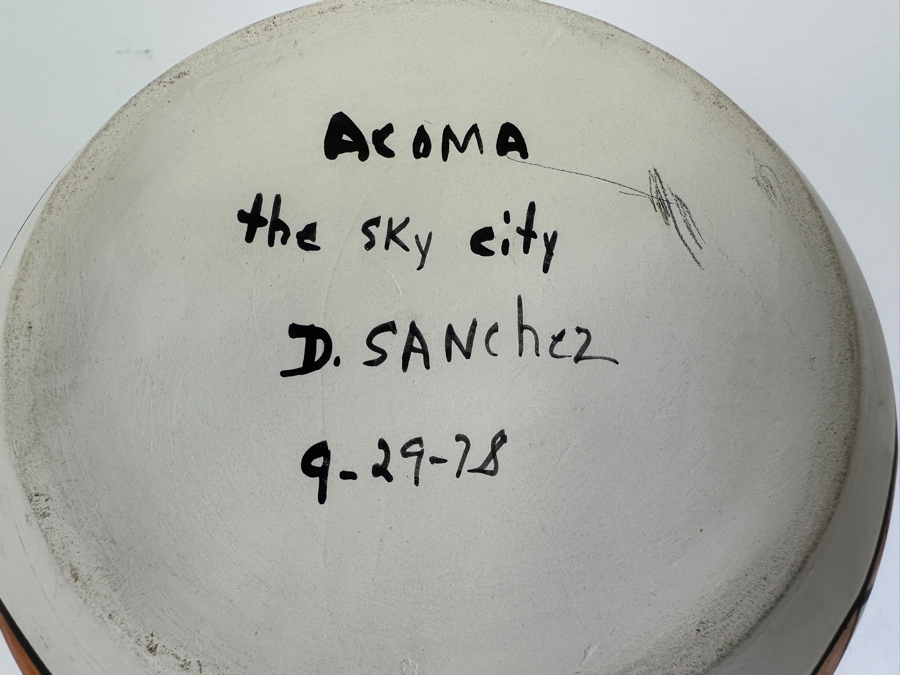 ACOMA
the sky city
D. SANchez
9-29-78